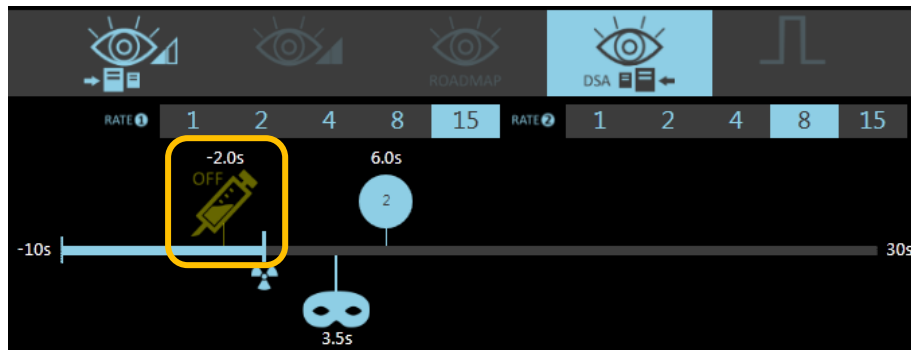 ROADMAP
DSA
RATE 1 1 2 4 8 15 RATE 2 1 2 4 8 15
-2.0s 6.0s
OFF
2
-10s 30s
3.5s